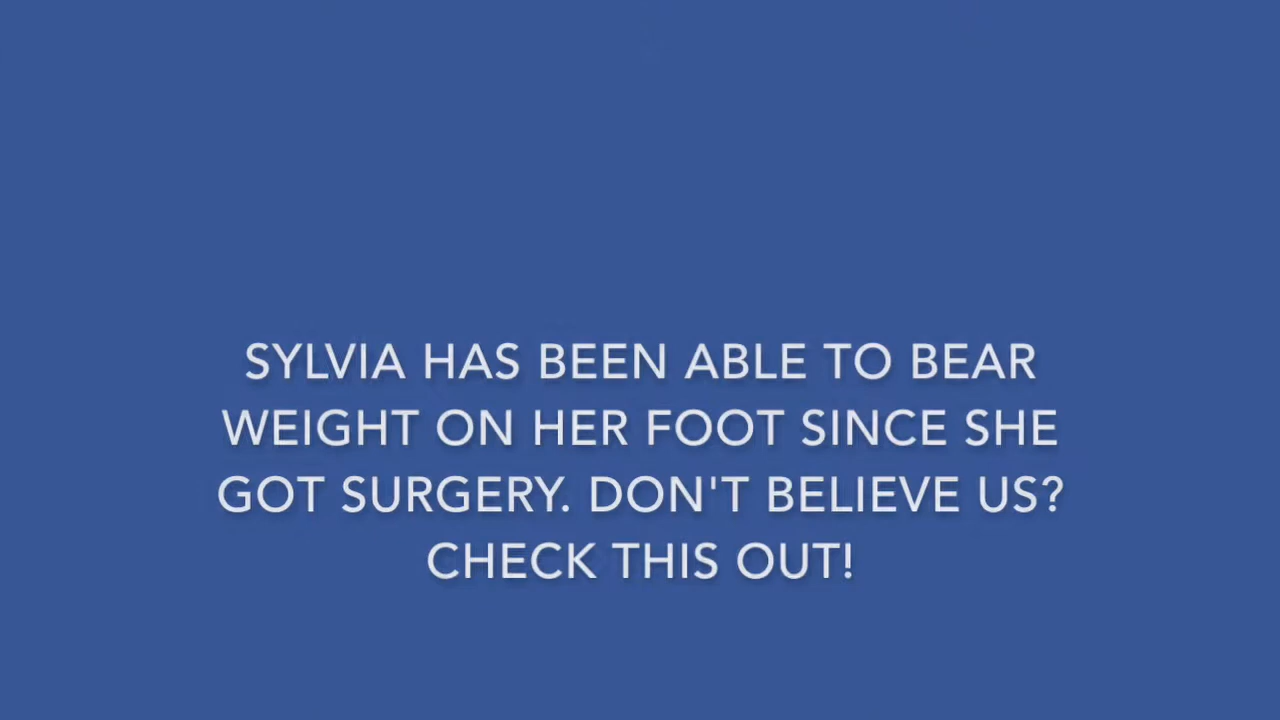 SYLVIA HAS BEEN ABLE TO BEAR
WEIGHT ON HER FOOT SINCE SHE
GOT SURGERY. DON'T BELIEVE US?
CHECK THIS OUT!